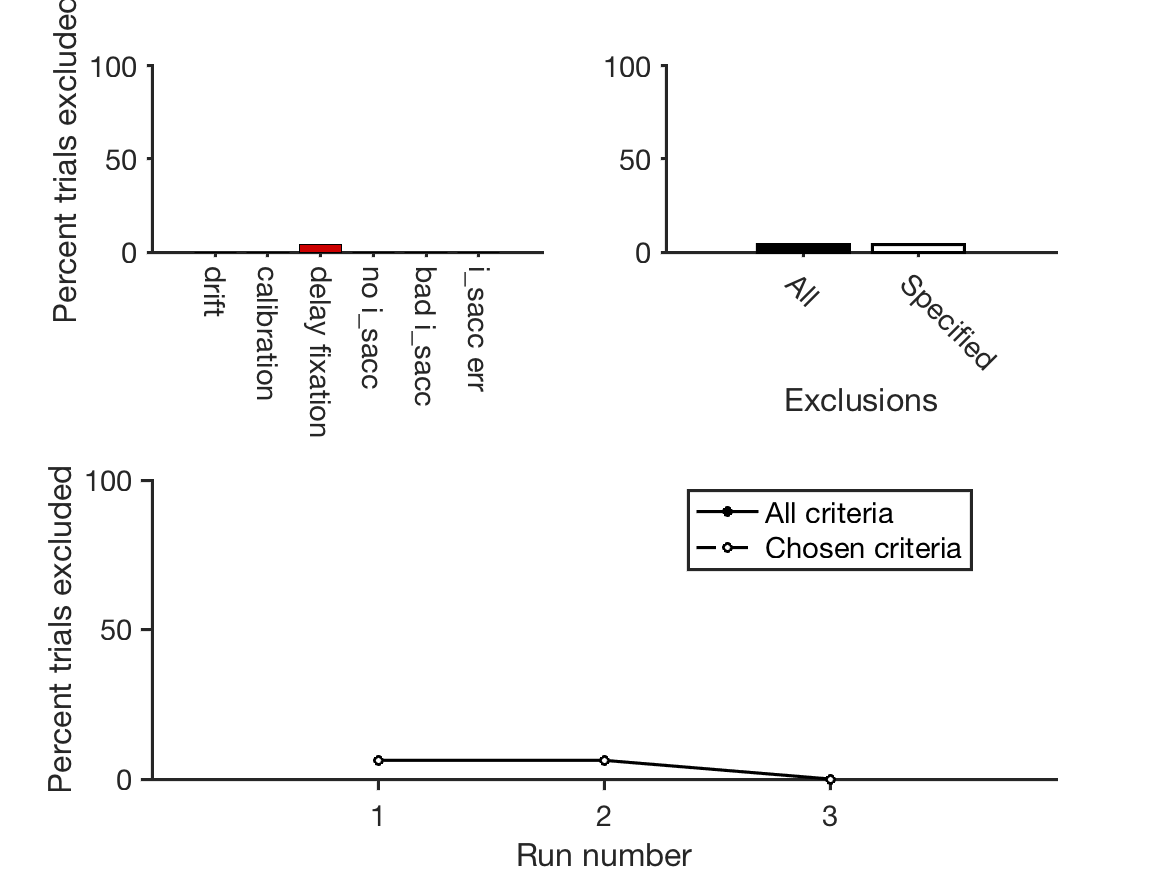 Percent trials excluded
100
50
0
drift
calibration
delay fixation
no i_sacc
bad i_sacc
i_sacc err
100
50
0
All
Specified
Exclusions
Percent trials excluded
100
50
0
All criteria
Chosen criteria
1
2
3
Run number